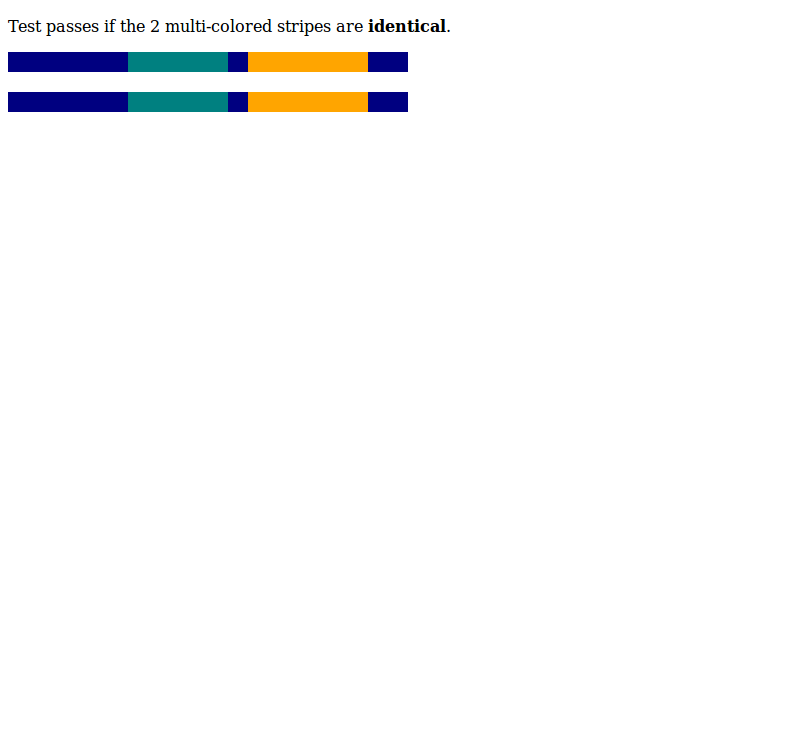 Test passes if the 2 multi-colored stripes are identical.